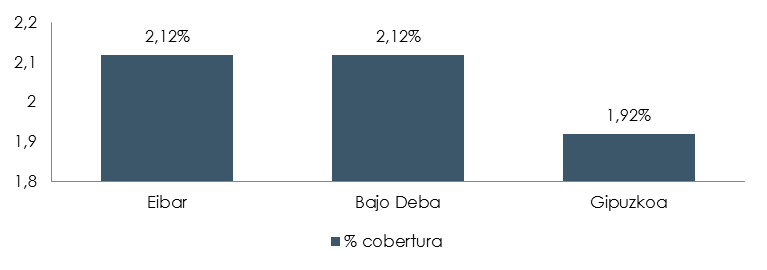 2,2
2,1
2
1,9
1,8
2,12%
2,12%
1,92%
Eibar
Bajo Deba
Gipuzkoa
% cobertura